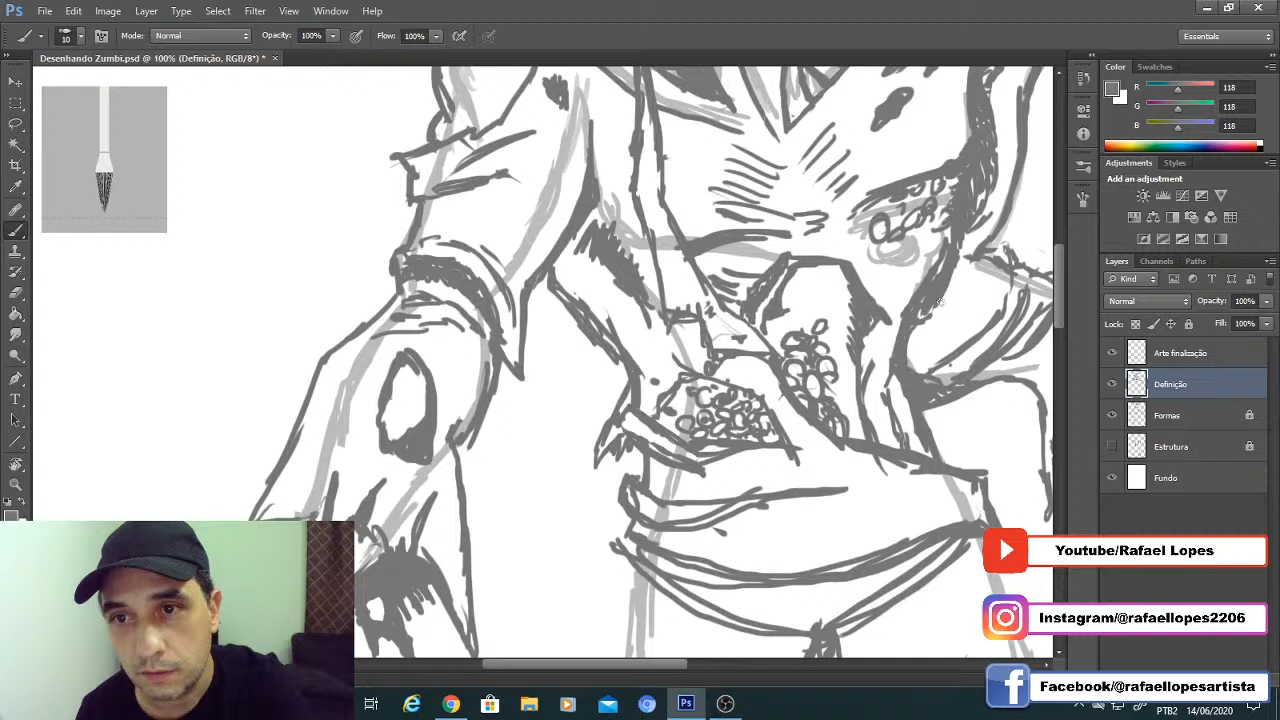 Ps File Edit Image Layer Type Select Filter View Window Help
10 Mode: Normal Opacity: 100% Flow: 100% Essentials
Desenhando Zumbi.psd @ 100% (Definição, RGB/8*) * ×
Color Swatches
R 118
G 118
B 118
Adjustments Styles
Add an adjustment
Layers Channels Paths
Kind
Normal Opacity: 100%
Lock: Fill: 100%
Definição
Formas
Estrutura
Fundo
Youtube/Rafael Lopes
Instagram/@rafaellopes2206
Facebook/@rafaellopesartista
Ps
PTB2 14/06/2020